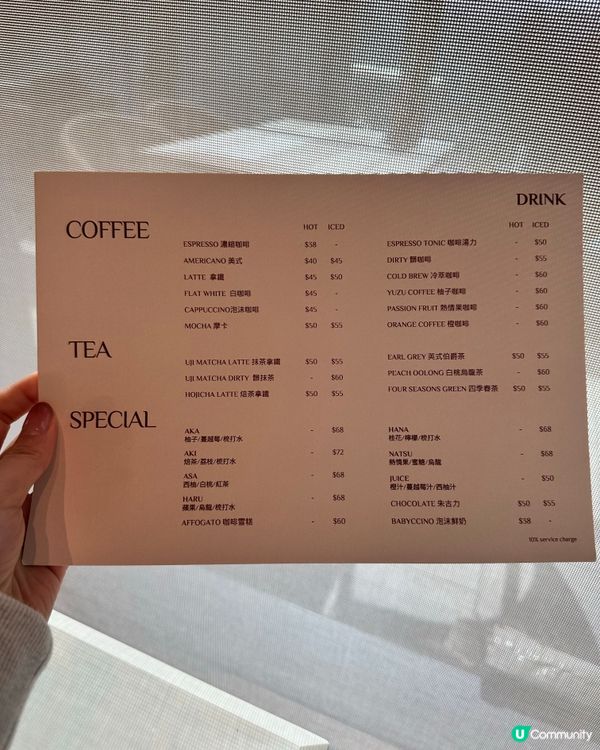 DRINK
COFFEE
HOT ICED
ESPRESSO 濃縮咖啡 $38 -
AMERICANO 美式 $40 $45
LATTE 拿鐵 $45 $50
FLAT WHITE 白咖啡 $45 -
CAPPUCCINO泡沫咖啡 $45 -
MOCHA 摩卡 $50 $55
HOT ICED
ESPRESSO TONIC 咖啡湯力 - $50
DIRTY 髒咖啡 - $55
COLD BREW 冷萃咖啡 - $60
YUZU COFFEE 柚子咖啡 - $60
PASSION FRUIT 熱情果咖啡 - $60
ORANGE COFFEE 橙咖啡 - $60
TEA
UJI MATCHA LATTE 抹茶拿鐵 $50 $55
UJI MATCHA DIRTY 髒抹茶 - $60
HOJICHA LATTE 焙茶拿鐵 $50 $55
EARL GREY 英式伯爵茶 $50 $55
PEACH OOLONG 白桃烏龍茶 - $60
FOUR SEASONS GREEN 四季春茶 $50 $55
SPECIAL
AKA - $68
柚子/蔓越莓/梳打水
AKI - $72
焙茶/荔枝/梳打水
ASA - $68
西柚/白桃/紅茶
HARU - $68
蘋果/烏龍/梳打水
AFFOGATO 咖啡雪糕 - $60
HANA - $68
桂花/檸檬/梳打水
NATSU - $68
熱情果/蜜糖/烏龍
JUICE - $50
橙汁/蔓越莓汁/西柚汁
CHOCOLATE 朱古力 $50 $55
BABYCCINO 泡沫鮮奶 $38 -
10% service charge
U Community